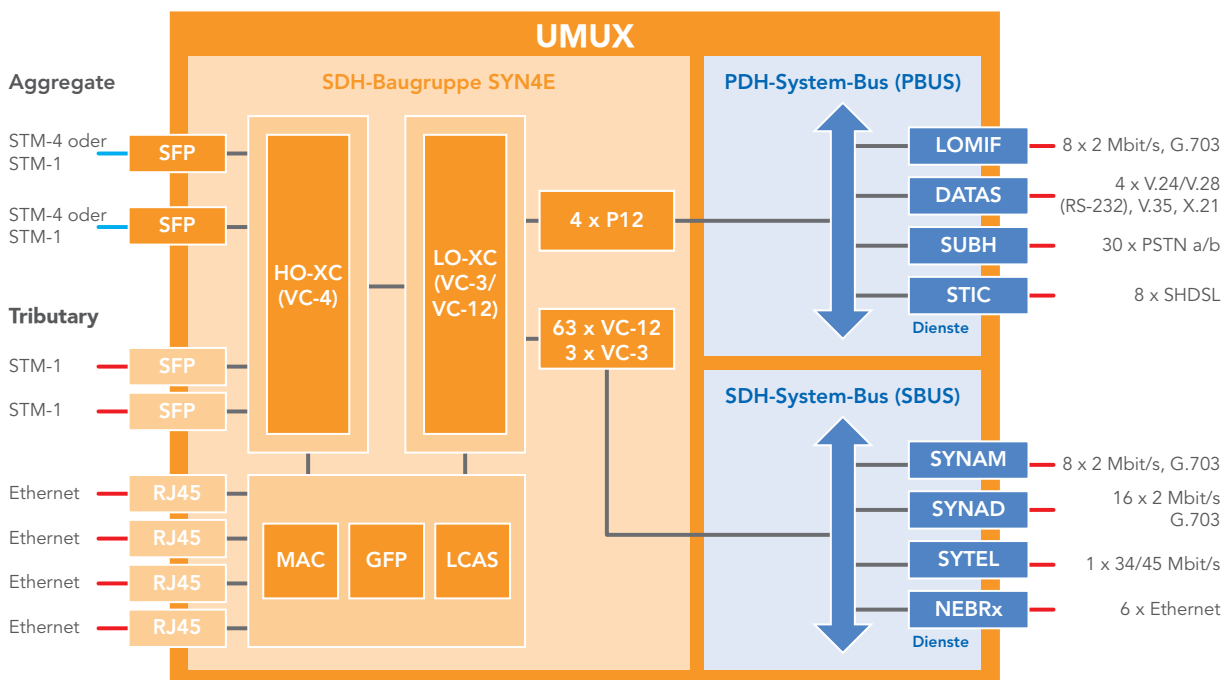 UMUX
Aggregate
SDH-Baugruppe SYN4E
PDH-System-Bus (PBUS)
STM-4 oder
STM-1
SFP
STM-4 oder
STM-1
SFP
Tributary
STM-1
SFP
STM-1
SFP
Ethernet
RJ45
Ethernet
RJ45
Ethernet
RJ45
Ethernet
RJ45
HO-XC
(VC-4)
LO-XC
(VC-3/
VC-12)
4 x P12
63 x VC-12
3 x VC-3
MAC
GFP
LCAS
LOMIF
8 x 2 Mbit/s, G.703
DATAS
4 x V.24/V.28
(RS-232), V.35, X.21
SUBH
30 x PSTN a/b
STIC
8 x SHDSL
Dienste
SDH-System-Bus (SBUS)
SYNAM
8 x 2 Mbit/s, G.703
SYNAD
16 x 2 Mbit/s
G.703
SYTEL
1 x 34/45 Mbit/s
NEBRx
6 x Ethernet
Dienste